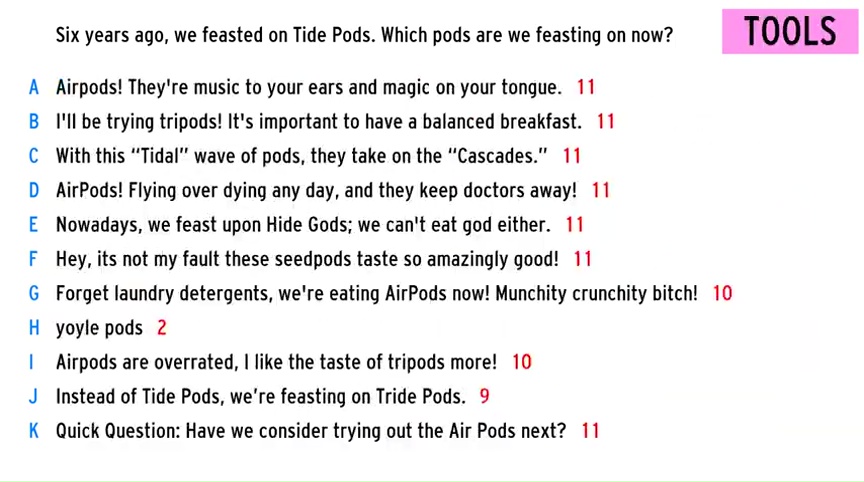 Six years ago, we feasted on Tide Pods. Which pods are we feasting on now?
TOOLS
A Airpods! They're music to your ears and magic on your tongue. 11
B I'll be trying tripods! It's important to have a balanced breakfast. 11
C With this “Tidal” wave of pods, they take on the “Cascades.” 11
D AirPods! Flying over dying any day, and they keep doctors away! 11
E Nowadays, we feast upon Hide Gods; we can't eat god either. 11
F Hey, its not my fault these seedpods taste so amazingly good! 11
G Forget laundry detergents, we're eating AirPods now! Munchity crunchity bitch! 10
H yoyle pods 2
I Airpods are overrated, I like the taste of tripods more! 10
J Instead of Tide Pods, we’re feasting on Tride Pods. 9
K Quick Question: Have we consider trying out the Air Pods next? 11